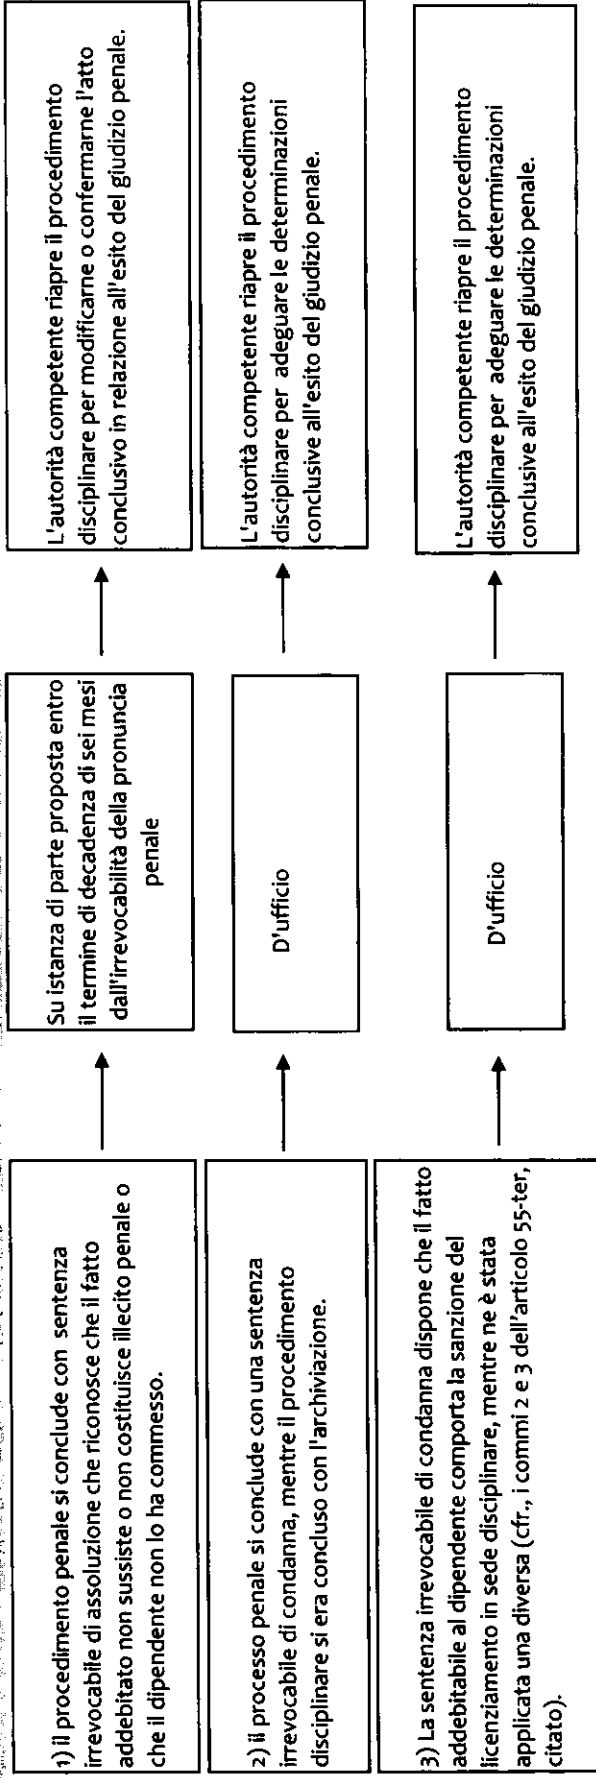 1) il procedimento penale si conclude con sentenza
irrevocabile di assoluzione che riconosce che il fatto
addebitato non sussiste o non costituisce illecito penale o
che il dipendente non lo ha commesso.
Su istanza di parte proposta entro
il termine di decadenza di sei mesi
dall'irrevocabilità della pronuncia
penale
L'autorità competente riapre il procedimento
disciplinare per modificarne o confermarne l'atto
conclusivo in relazione all'esito del giudizio penale.
2) il processo penale si conclude con una sentenza
irrevocabile di condanna, mentre il procedimento
disciplinare si era concluso con l'archiviazione.
D'ufficio
L'autorità competente riapre il procedimento
disciplinare per adeguare le determinazioni
conclusive all'esito del giudizio penale.
3) La sentenza irrevocabile di condanna dispone che il fatto
addebitabile al dipendente comporta la sanzione del
licenziamento in sede disciplinare, mentre ne è stata
applicata una diversa (cfr., i commi 2 e 3 dell'articolo 55-ter,
citato).
D'ufficio
L'autorità competente riapre il procedimento
disciplinare per adeguare le determinazioni
conclusive all'esito del giudizio penale.